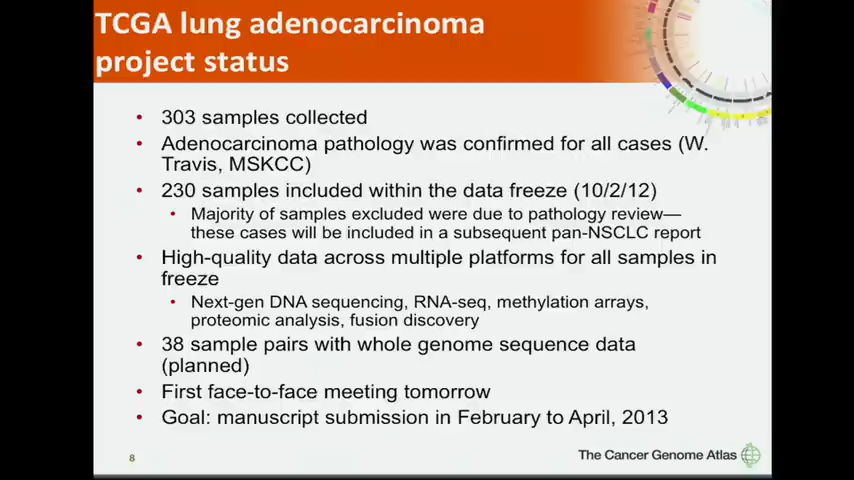 TCGA lung adenocarcinoma
project status
• 303 samples collected
• Adenocarcinoma pathology was confirmed for all cases (W.
Travis, MSKCC)
• 230 samples included within the data freeze (10/2/12)
• Majority of samples excluded were due to pathology review—
these cases will be included in a subsequent pan-NSCLC report
• High-quality data across multiple platforms for all samples in
freeze
• Next-gen DNA sequencing, RNA-seq, methylation arrays,
proteomic analysis, fusion discovery
• 38 sample pairs with whole genome sequence data
(planned)
• First face-to-face meeting tomorrow
• Goal: manuscript submission in February to April, 2013
8
The Cancer Genome Atlas